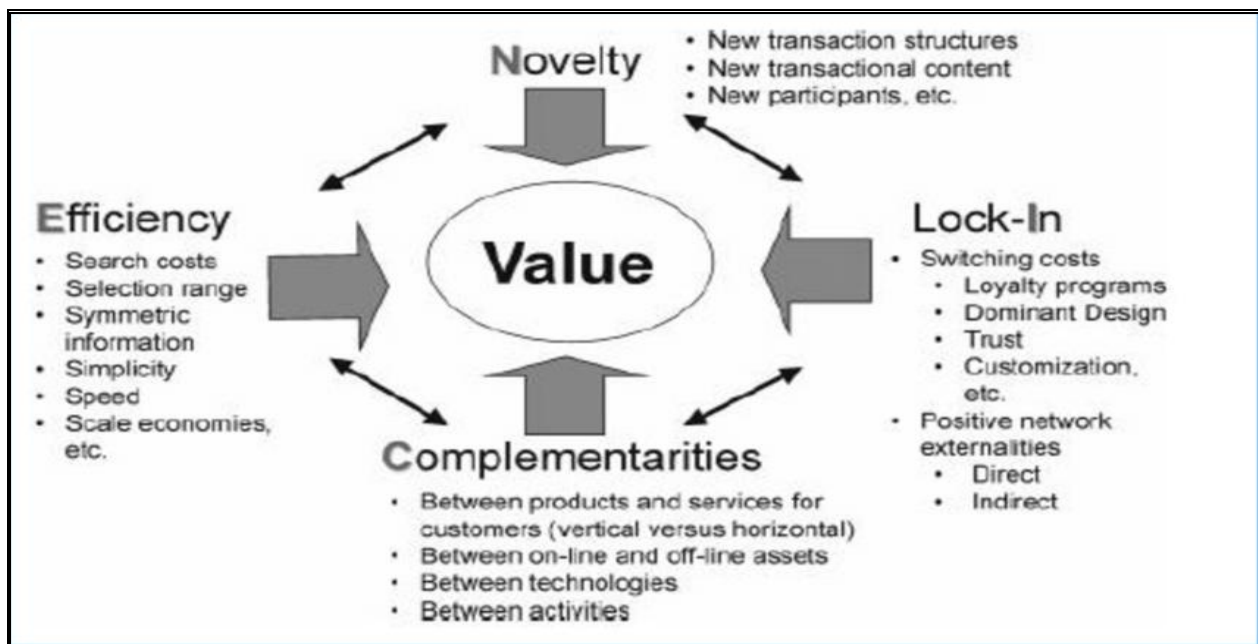 Novelty
• New transaction structures
• New transactional content
• New participants, etc.
Efficiency
• Search costs
• Selection range
• Symmetric
information
• Simplicity
• Speed
• Scale economies,
etc.
Value
Lock-In
• Switching costs
• Loyalty programs
• Dominant Design
• Trust
• Customization,
etc.
• Positive network
externalities
• Direct
• Indirect
Complementarities
• Between products and services for
customers (vertical versus horizontal)
• Between on-line and off-line assets
• Between technologies
• Between activities